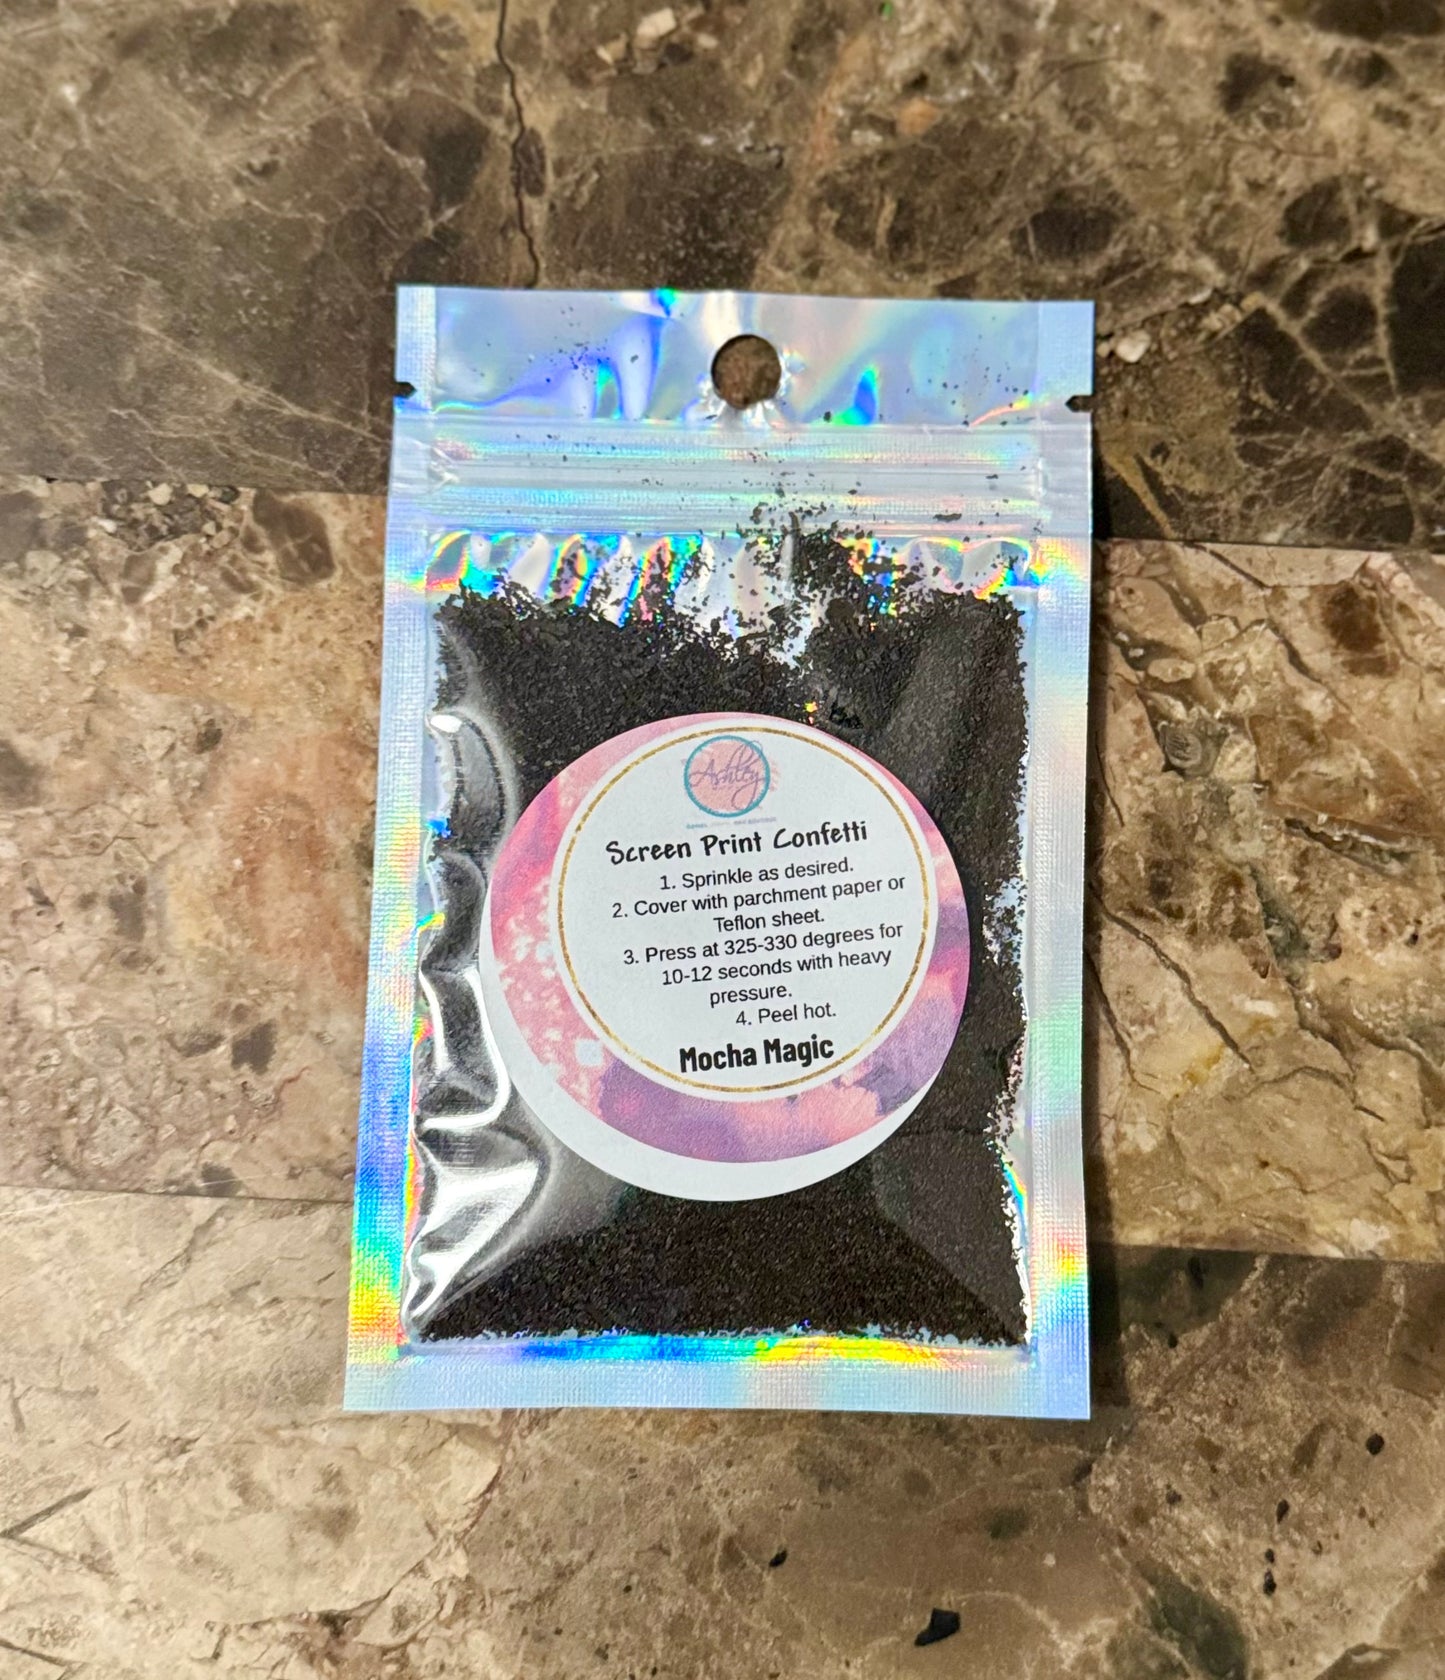 Ashley
Screen Print Confetti
1. Sprinkle as desired.
2. Cover with parchment paper or
Teflon sheet.
3. Press at 325-330 degrees for
10-12 seconds with heavy
pressure.
4. Peel hot.
Mocha Magic